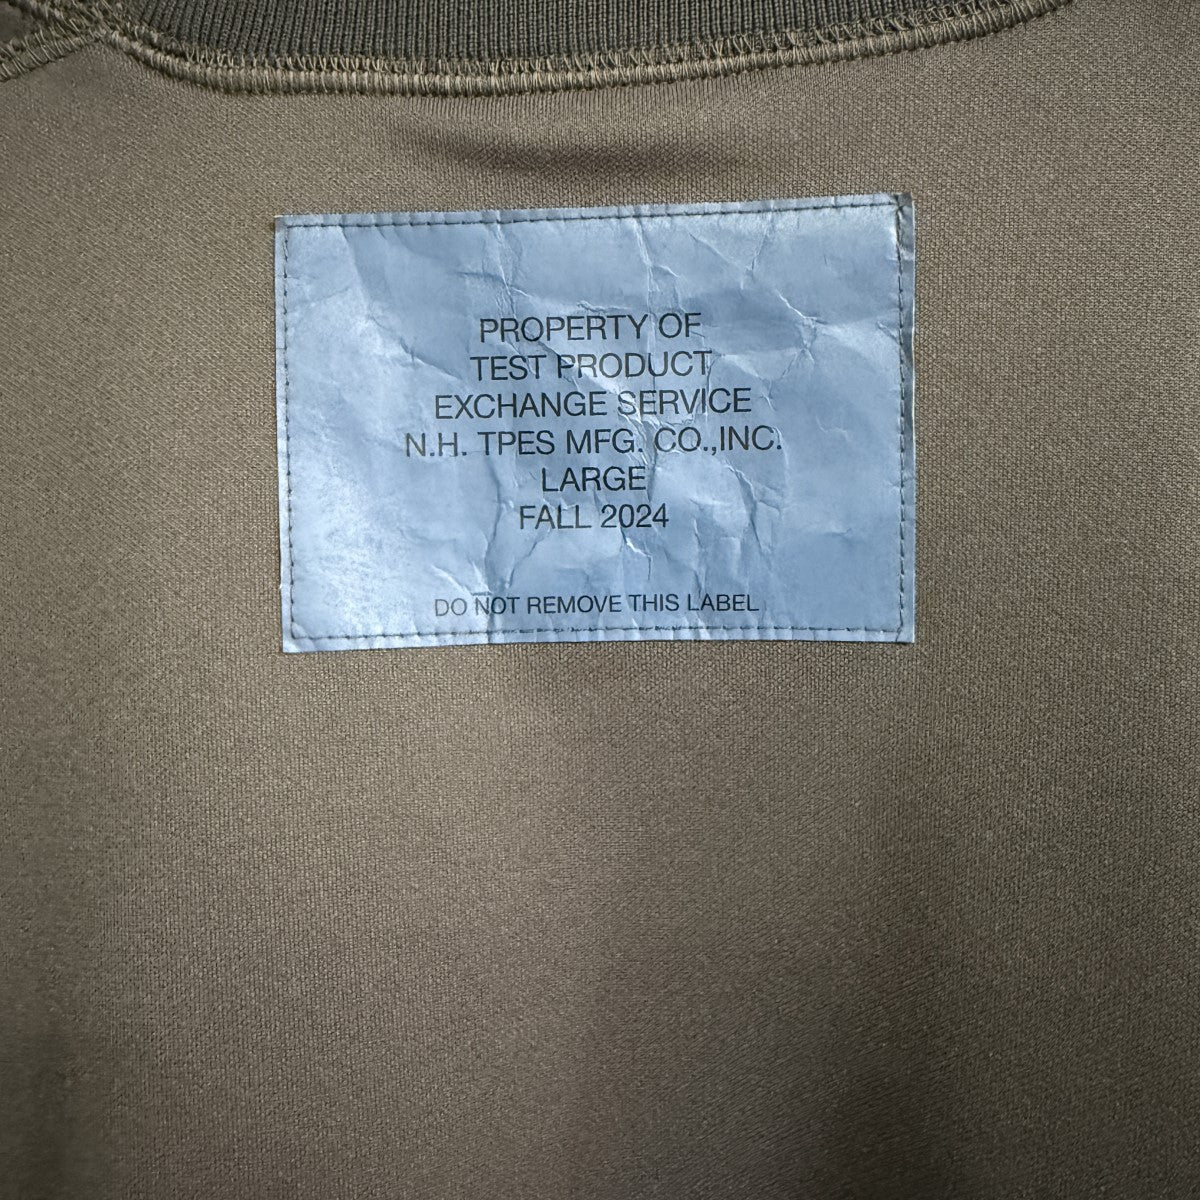 PROPERTY OF
TEST PRODUCT
EXCHANGE SERVICE
N.H. TPES MFG. CO.,INC.
LARGE
FALL 2024
DO NOT REMOVE THIS LABEL